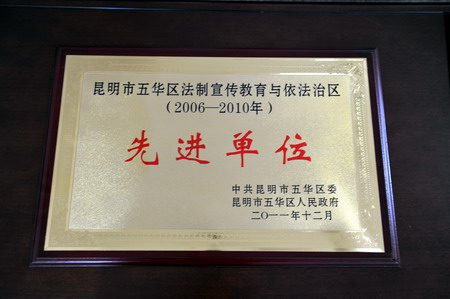 昆明市五华区法制宣传教育与依法治区
(2006—2010年)
先进单位
中共昆明市五华区委
昆明市五华区人民政府
二〇一一年十二月